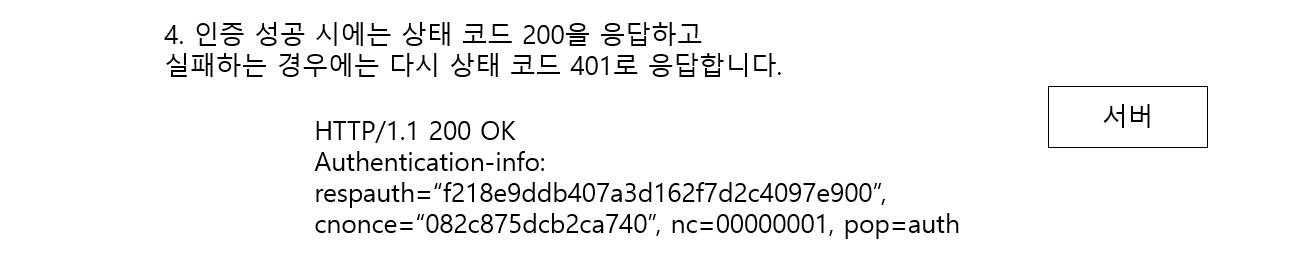 4. 인증 성공 시에는 상태 코드 200을 응답하고
실패하는 경우에는 다시 상태 코드 401로 응답합니다.
서버
HTTP/1.1 200 OK
Authentication-info:
respauth=“f218e9ddb407a3d162f7d2c4097e900”,
cnonce=“082c875dcb2ca740”, nc=00000001, pop=auth